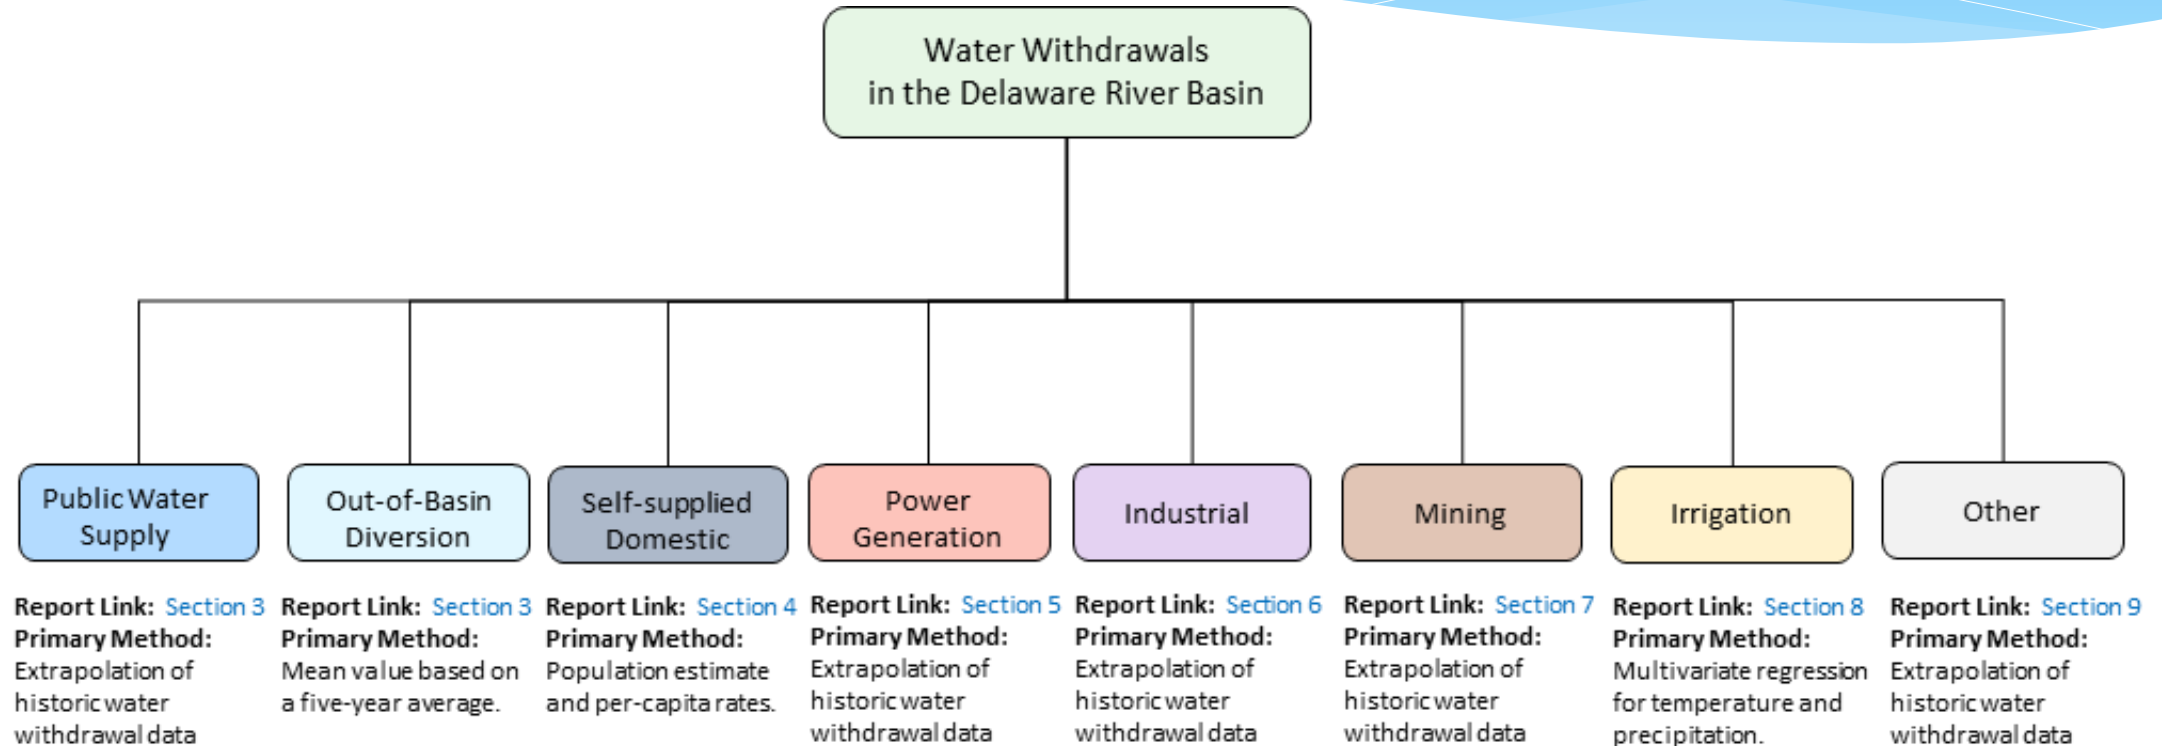 Water Withdrawals
in the Delaware River Basin
Public Water
Supply
Out-of-Basin
Diversion
Self-supplied
Domestic
Power
Generation
Industrial
Mining
Irrigation
Other
Report Link: Section 3
Primary Method:
Extrapolation of
historic water
withdrawal data
Report Link: Section 3
Primary Method:
Mean value based on
a five-year average.
Report Link: Section 4
Primary Method:
Population estimate
and per-capita rates.
Report Link: Section 5
Primary Method:
Extrapolation of
historic water
withdrawal data
Report Link: Section 6
Primary Method:
Extrapolation of
historic water
withdrawal data
Report Link: Section 7
Primary Method:
Extrapolation of
historic water
withdrawal data
Report Link: Section 8
Primary Method:
Multivariate regression
for temperature and
precipitation.
Report Link: Section 9
Primary Method:
Extrapolation of
historic water
withdrawal data